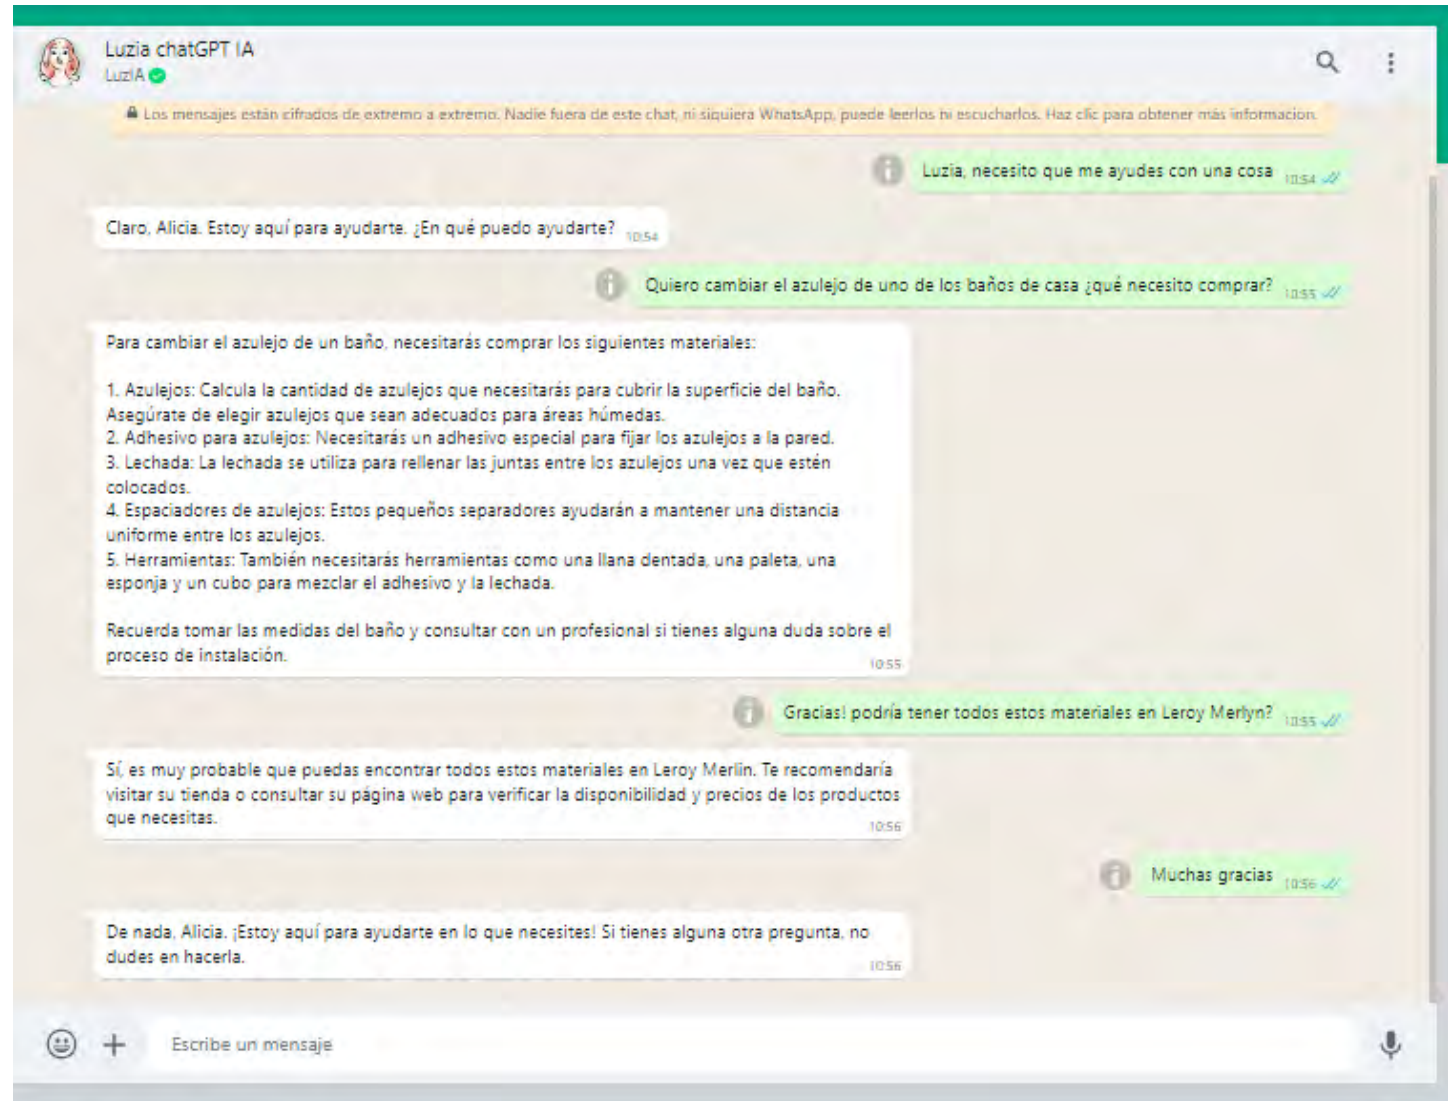 Luzia chatGPT IA
LuzIA
Los mensajes están cifrados de extremo a extremo. Nadie fuera de este chat, ni siquiera WhatsApp, puede leerlos ni escucharlos. Haz clic para obtener más información.
Luzia, necesito que me ayudes con una cosa 10:54
Claro, Alicia. Estoy aquí para ayudarte. ¿En qué puedo ayudarte? 10:54
Quiero cambiar el azulejo de uno de los baños de casa ¿qué necesito comprar? 10:55
Para cambiar el azulejo de un baño, necesitarás comprar los siguientes materiales:
1. Azulejos: Calcula la cantidad de azulejos que necesitarás para cubrir la superficie del baño.
Asegúrate de elegir azulejos que sean adecuados para áreas húmedas.
2. Adhesivo para azulejos: Necesitarás un adhesivo especial para fijar los azulejos a la pared.
3. Lechada: La lechada se utiliza para rellenar las juntas entre los azulejos una vez que estén
colocados.
4. Espaciadores de azulejos: Estos pequeños separadores ayudarán a mantener una distancia
uniforme entre los azulejos.
5. Herramientas: También necesitarás herramientas como una llana dentada, una paleta, una
esponja y un cubo para mezclar el adhesivo y la lechada.
Recuerda tomar las medidas del baño y consultar con un profesional si tienes alguna duda sobre el
proceso de instalación. 10:55
Gracias! podría tener todos estos materiales en Leroy Merlyn? 10:55
Sí, es muy probable que puedas encontrar todos estos materiales en Leroy Merlin. Te recomendaría
visitar su tienda o consultar su página web para verificar la disponibilidad y precios de los productos
que necesitas. 10:56
Muchas gracias 10:56
De nada, Alicia. ¡Estoy aquí para ayudarte en lo que necesites! Si tienes alguna otra pregunta, no
dudes en hacerla. 10:56
Escribe un mensaje